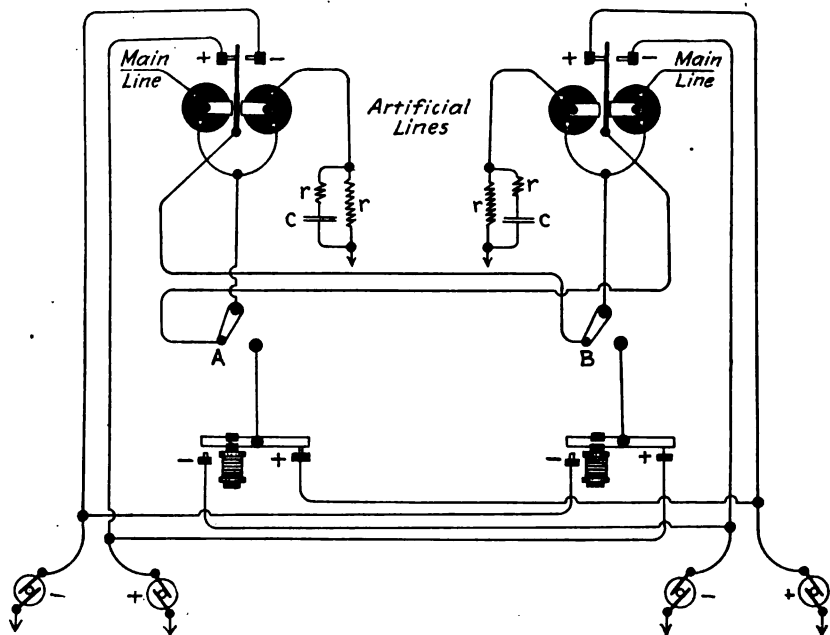 + -
Main
Line
Artificial
Lines
+ -
Main
Line
r r
C
r r
C
A
B
- +
- +
-
+
-
+